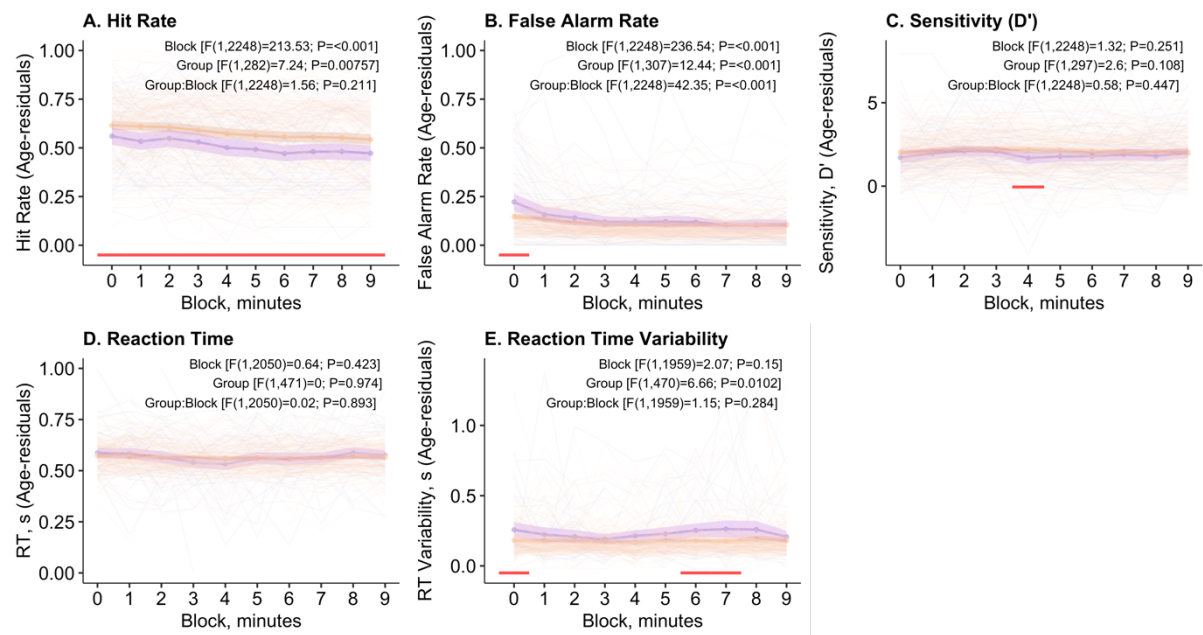 A. Hit Rate
Block [F(1,2248)=213.53; P=<0.001]
Group [F(1,282)=7.24; P=0.00757]
Group:Block [F(1,2248)=1.56; P=0.211]
Hit Rate (Age-residuals)
1.00
0.75
0.50
0.25
0.00
0 1 2 3 4 5 6 7 8 9
Block, minutes
B. False Alarm Rate
Block [F(1,2248)=236.54; P=<0.001]
Group [F(1,307)=12.44; P=<0.001]
Group:Block [F(1,2248)=42.35; P=<0.001]
False Alarm Rate (Age-residuals)
1.00
0.75
0.50
0.25
0.00
0 1 2 3 4 5 6 7 8 9
Block, minutes
C. Sensitivity (D')
Block [F(1,2248)=1.32; P=0.251]
Group [F(1,297)=2.6; P=0.108]
Group:Block [F(1,2248)=0.58; P=0.447]
Sensitivity, D' (Age-residuals)
5
0
0 1 2 3 4 5 6 7 8 9
Block, minutes
D. Reaction Time
Block [F(1,2050)=0.64; P=0.423]
Group [F(1,471)=0; P=0.974]
Group:Block [F(1,2050)=0.02; P=0.893]
RT, s (Age-residuals)
1.00
0.75
0.50
0.25
0.00
0 1 2 3 4 5 6 7 8 9
Block, minutes
E. Reaction Time Variability
Block [F(1,1959)=2.07; P=0.15]
Group [F(1,470)=6.66; P=0.0102]
Group:Block [F(1,1959)=1.15; P=0.284]
RT Variability, s (Age-residuals)
1.0
0.5
0.0
0 1 2 3 4 5 6 7 8 9
Block, minutes